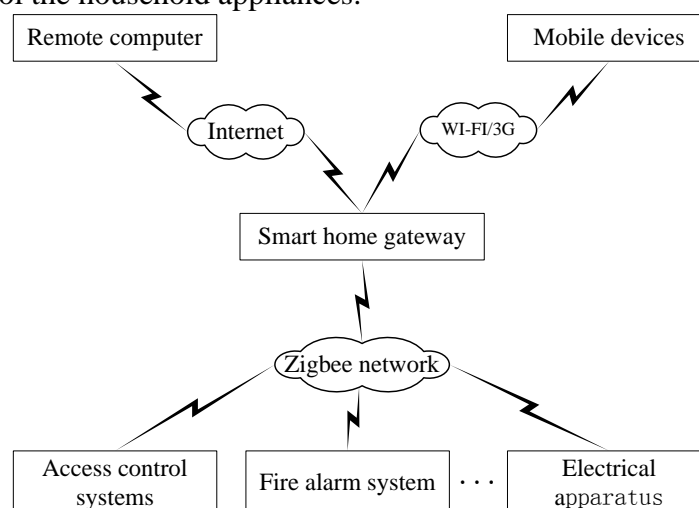 of the household appliances.
Remote computer
Mobile devices
Internet
WI-FI/3G
Smart home gateway
Zigbee network
Access control
systems
Fire alarm system
· · ·
Electrical
apparatus